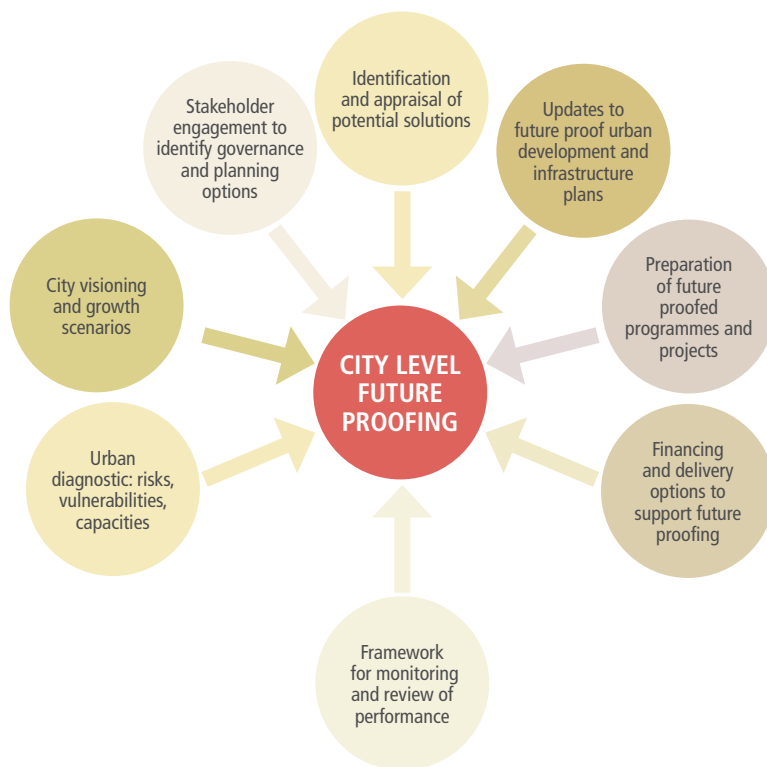 Identification
and appraisal of
potential solutions
Stakeholder
engagement to
identify governance
and planning
options
Updates to
future proof urban
development and
infrastructure
plans
City visioning
and growth
scenarios
Preparation
of future
proofed
programmes and
projects
CITY LEVEL
FUTURE
PROOFING
Urban
diagnostic: risks,
vulnerabilities,
capacities
Financing
and delivery
options to
support future
proofing
Framework
for monitoring
and review of
performance